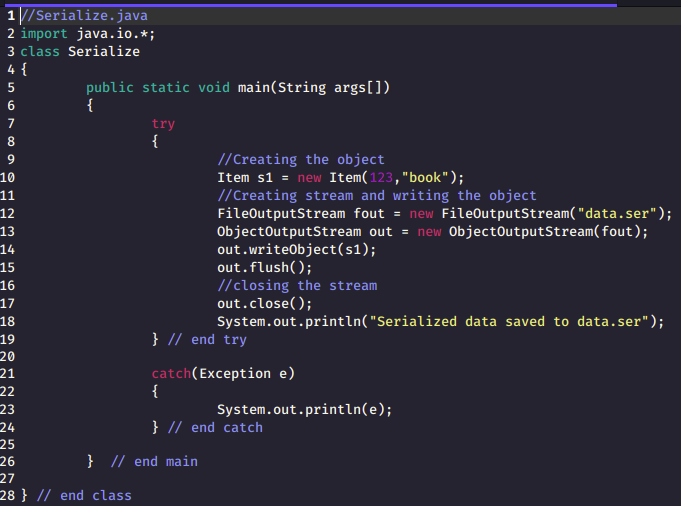 1 //Serialize.java
2 import java.io.*;
3 class Serialize
4 {
5         public static void main(String args[])
6         {
7                 try
8                 {
9                         //Creating the object
10                         Item s1 = new Item(123,"book");
11                         //Creating stream and writing the object
12                         FileOutputStream fout = new FileOutputStream("data.ser");
13                         ObjectOutputStream out = new ObjectOutputStream(fout);
14                         out.writeObject(s1);
15                         out.flush();
16                         //closing the stream
17                         out.close();
18                         System.out.println("Serialized data saved to data.ser");
19                 } // end try
20
21                 catch(Exception e)
22                 {
23                         System.out.println(e);
24                 } // end catch
25
26         }  // end main
27
28 } // end class